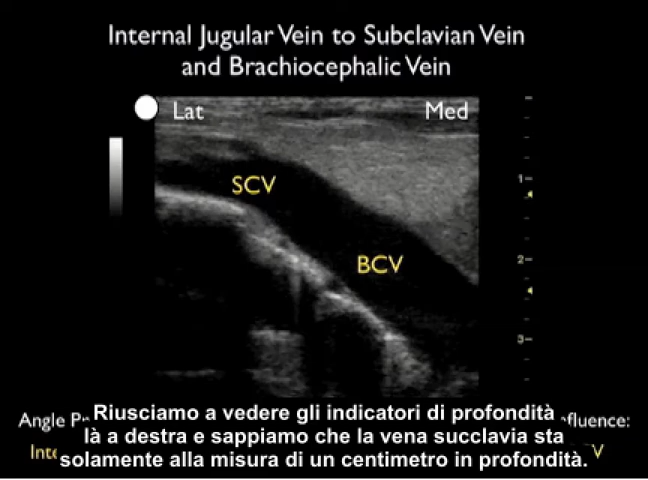 Internal Jugular Vein to Subclavian Vein
and Brachiocephalic Vein
Lat
Med
SCV
1
BCV
2
3
Angle
Riusciamo a vedere gli indicatori di profondità
là a destra e sappiamo che la vena succlavia sta
solamente alla misura di un centimetro in profondità.